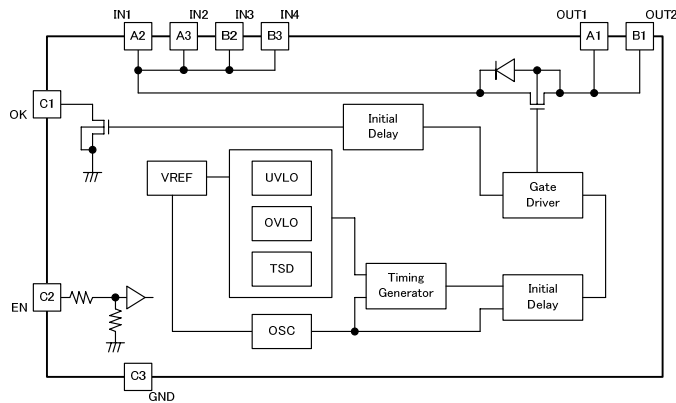 IN1 IN2 IN3 IN4 OUT1 OUT2
A2 A3 B2 B3 A1 B1
C1
OK
Initial
Delay
VREF
UVLO
OVLO
TSD
Gate
Driver
C2
EN
Timing
Generator
Initial
Delay
OSC
C3
GND